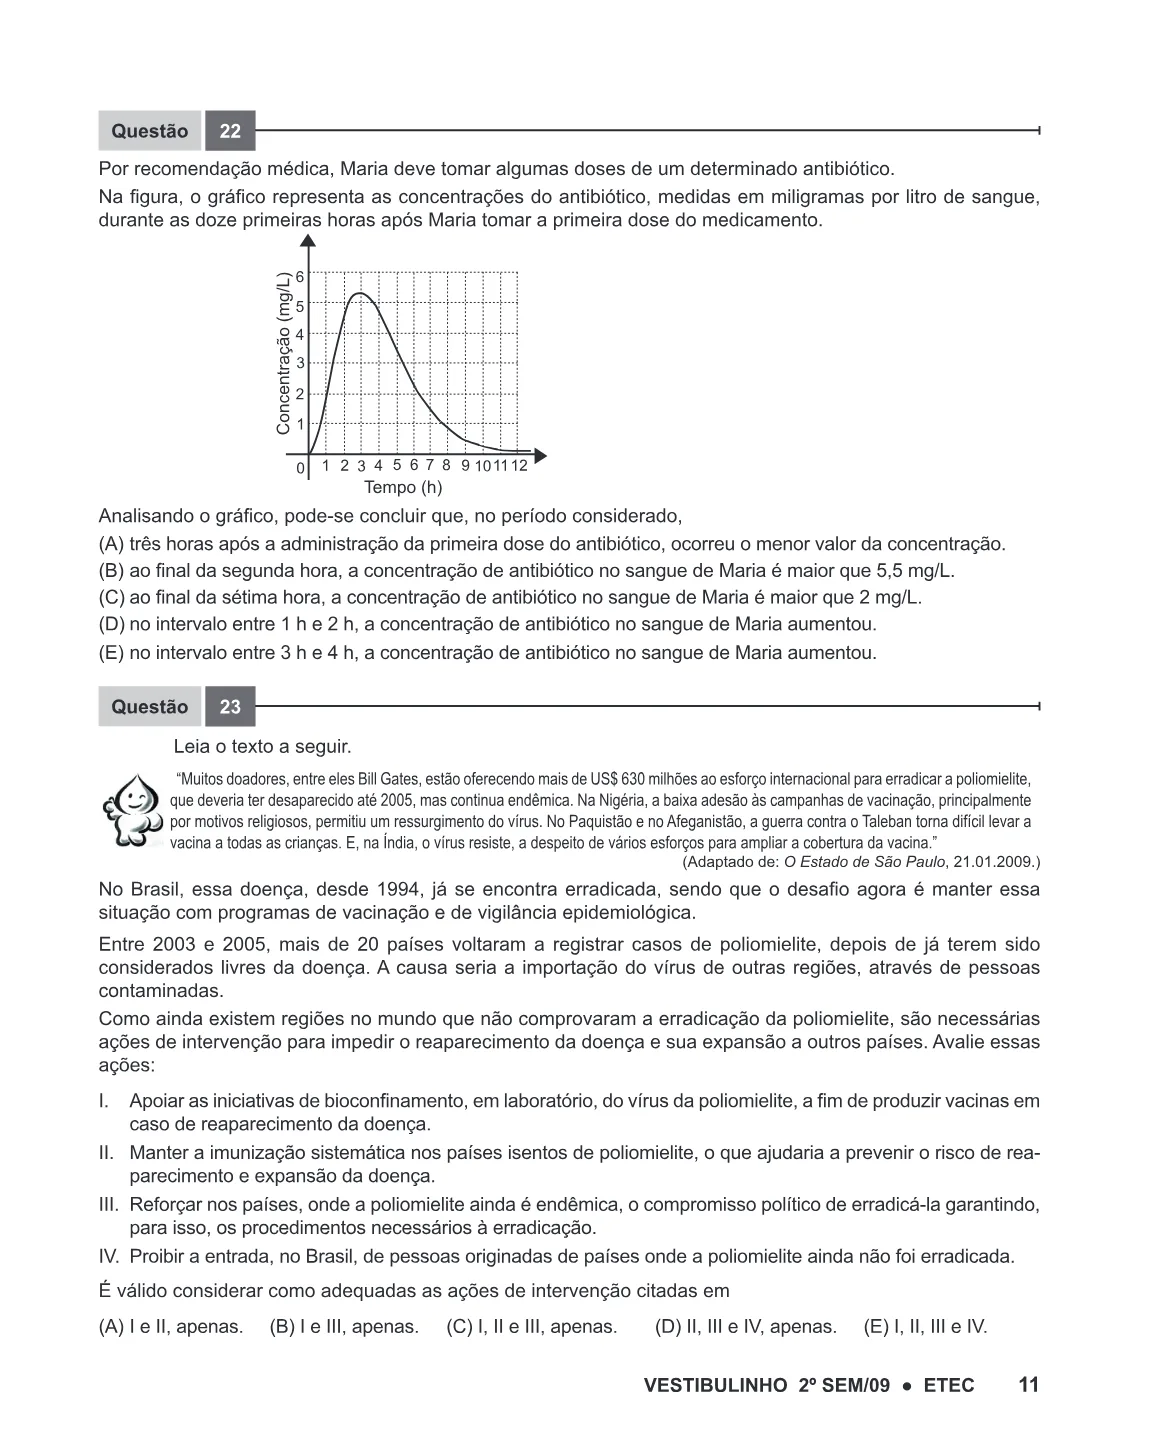 Questão 22
Por recomendação médica, Maria deve tomar algumas doses de um determinado antibiótico.
Na figura, o gráfico representa as concentrações do antibiótico, medidas em miligramas por litro de sangue,
durante as doze primeiras horas após Maria tomar a primeira dose do medicamento.
Concentração (mg/L)
6
5
4
3
2
1
0 1 2 3 4 5 6 7 8 9 10 11 12
Tempo (h)
Analisando o gráfico, pode-se concluir que, no período considerado,
(A) três horas após a administração da primeira dose do antibiótico, ocorreu o menor valor da concentração.
(B) ao final da segunda hora, a concentração de antibiótico no sangue de Maria é maior que 5,5 mg/L.
(C) ao final da sétima hora, a concentração de antibiótico no sangue de Maria é maior que 2 mg/L.
(D) no intervalo entre 1 h e 2 h, a concentração de antibiótico no sangue de Maria aumentou.
(E) no intervalo entre 3 h e 4 h, a concentração de antibiótico no sangue de Maria aumentou.
Questão 23
Leia o texto a seguir.
“Muitos doadores, entre eles Bill Gates, estão oferecendo mais de US$ 630 milhões ao esforço internacional para erradicar a poliomielite,
que deveria ter desaparecido até 2005, mas continua endêmica. Na Nigéria, a baixa adesão às campanhas de vacinação, principalmente
por motivos religiosos, permitiu um ressurgimento do vírus. No Paquistão e no Afeganistão, a guerra contra o Taleban torna difícil levar a
vacina a todas as crianças. E, na Índia, o vírus resiste, a despeito de vários esforços para ampliar a cobertura da vacina.”
(Adaptado de: O Estado de São Paulo, 21.01.2009.)
No Brasil, essa doença, desde 1994, já se encontra erradicada, sendo que o desafio agora é manter essa
situação com programas de vacinação e de vigilância epidemiológica.
Entre 2003 e 2005, mais de 20 países voltaram a registrar casos de poliomielite, depois de já terem sido
considerados livres da doença. A causa seria a importação do vírus de outras regiões, através de pessoas
contaminadas.
Como ainda existem regiões no mundo que não comprovaram a erradicação da poliomielite, são necessárias
ações de intervenção para impedir o reaparecimento da doença e sua expansão a outros países. Avalie essas
ações:
I. Apoiar as iniciativas de bioconfinamento, em laboratório, do vírus da poliomielite, a fim de produzir vacinas em
caso de reaparecimento da doença.
II. Manter a imunização sistemática nos países isentos de poliomielite, o que ajudaria a prevenir o risco de rea-
parecimento e expansão da doença.
III. Reforçar nos países, onde a poliomielite ainda é endêmica, o compromisso político de erradicá-la garantindo,
para isso, os procedimentos necessários à erradicação.
IV. Proibir a entrada, no Brasil, de pessoas originadas de países onde a poliomielite ainda não foi erradicada.
É válido considerar como adequadas as ações de intervenção citadas em
(A) I e II, apenas. (B) I e III, apenas. (C) I, II e III, apenas. (D) II, III e IV, apenas. (E) I, II, III e IV.
VESTIBULINHO 2º SEM/09 • ETEC 11